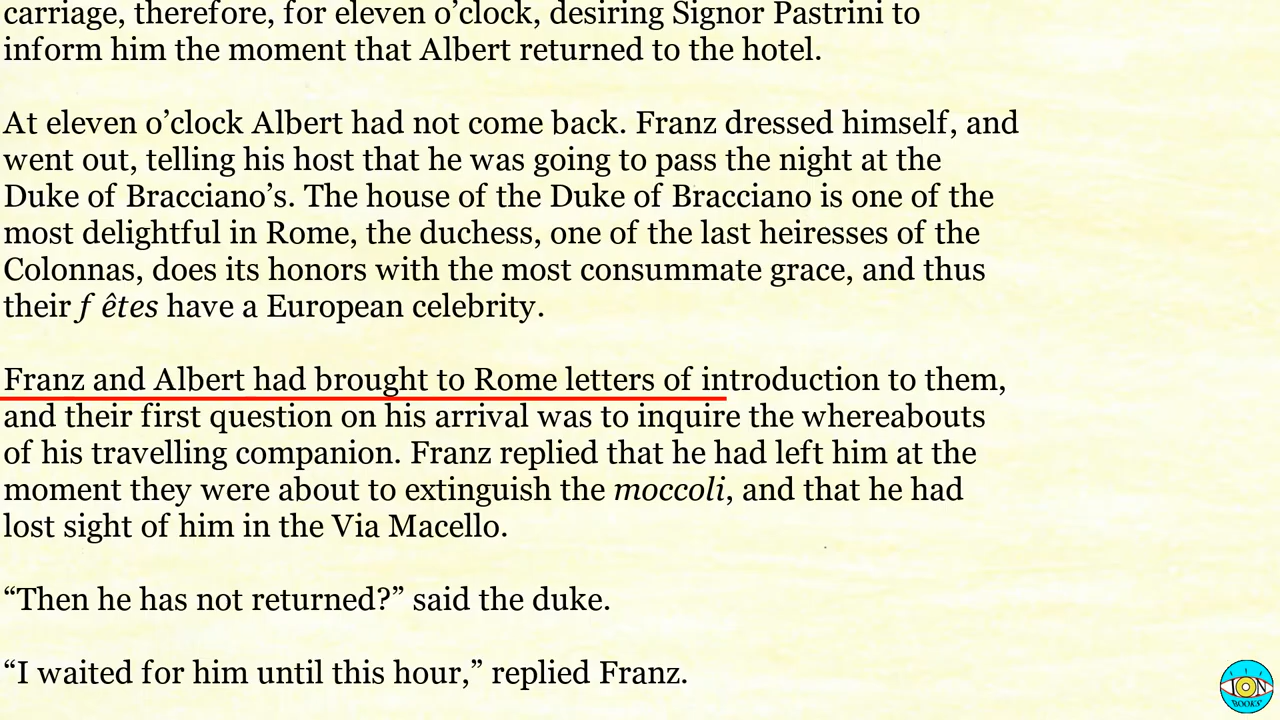 carriage, therefore, for eleven o’clock, desiring Signor Pastrini to
inform him the moment that Albert returned to the hotel.
At eleven o’clock Albert had not come back. Franz dressed himself, and
went out, telling his host that he was going to pass the night at the
Duke of Bracciano’s. The house of the Duke of Bracciano is one of the
most delightful in Rome, the duchess, one of the last heiresses of the
Colonnas, does its honors with the most consummate grace, and thus
their f êtes have a European celebrity.
Franz and Albert had brought to Rome letters of introduction to them,
and their first question on his arrival was to inquire the whereabouts
of his travelling companion. Franz replied that he had left him at the
moment they were about to extinguish the moccoli, and that he had
lost sight of him in the Via Macello.
“Then he has not returned?” said the duke.
“I waited for him until this hour,” replied Franz.
ION
BOOKS